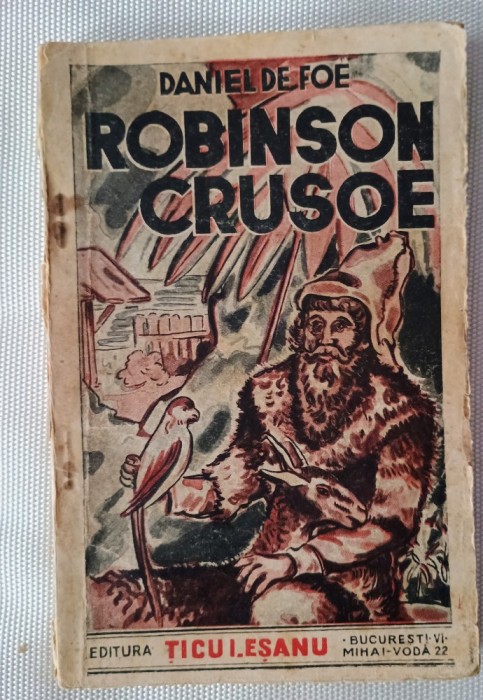 DANIEL DE FOE
ROBINSON
CRUSOE
EDITURA ȚICU I. EȘANU · BUCUREȘTI·VI·
MIHAI-VODĂ 22